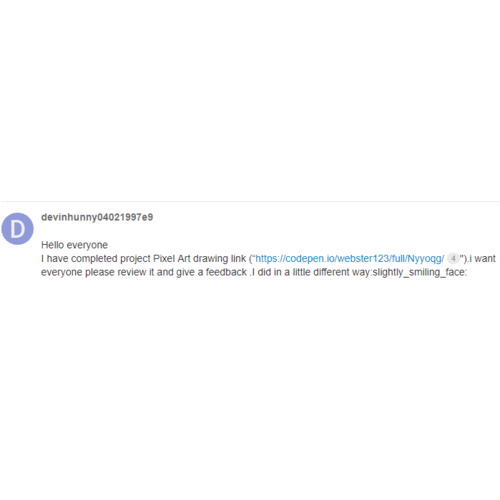 D
devinhunny04021997e9
Hello everyone
I have completed project Pixel Art drawing link ("https://codepen.io/webster123/full/Nyyoqg/ 4 ").i want
everyone please review it and give a feedback .I did in a little different way:slightly_smiling_face: